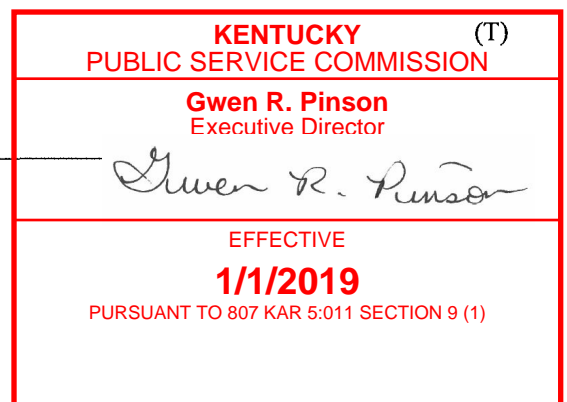 KENTUCKY (T)
PUBLIC SERVICE COMMISSION
Gwen R. Pinson
Executive Director
Gwen R. Pinson
EFFECTIVE
1/1/2019
PURSUANT TO 807 KAR 5:011 SECTION 9 (1)